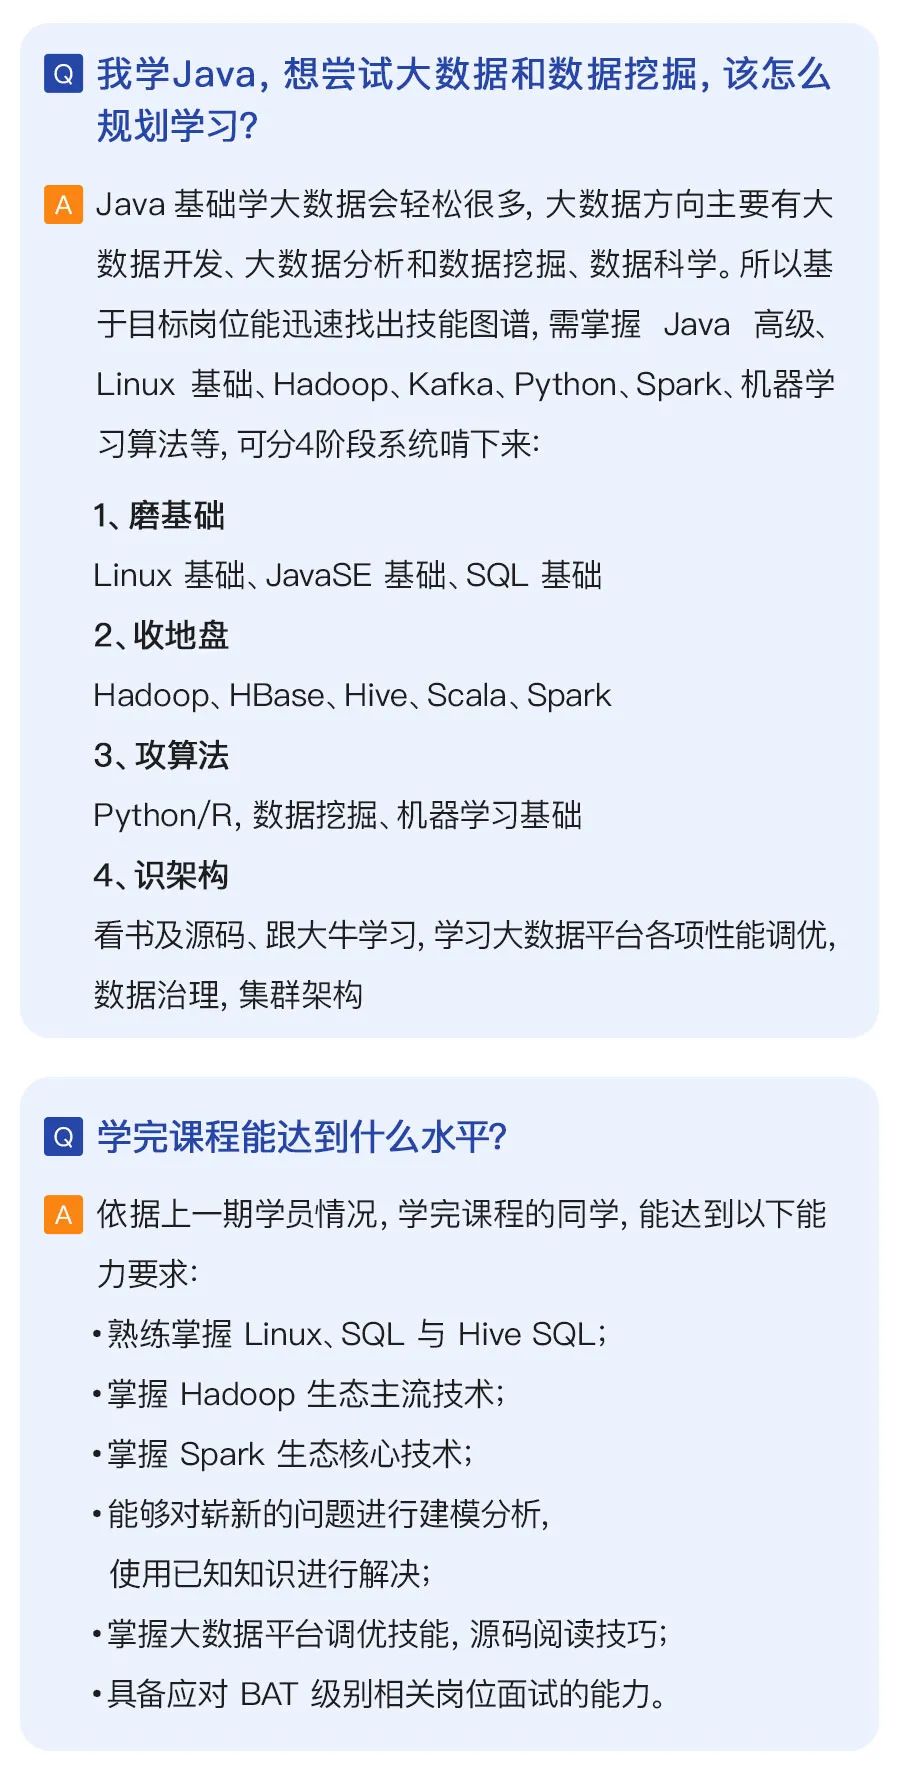 Q 我学Java, 想尝试大数据和数据挖掘, 该怎么
规划学习?
A Java 基础学大数据会轻松很多, 大数据方向主要有大
数据开发、大数据分析和数据挖掘、数据科学。所以基
于目标岗位能迅速找出技能图谱, 需掌握 Java 高级、
Linux 基础、Hadoop、Kafka、Python、Spark、机器学
习算法等, 可分4阶段系统啃下来:
1、磨基础
Linux 基础、JavaSE 基础、SQL 基础
2、收地盘
Hadoop、HBase、Hive、Scala、Spark
3、攻算法
Python/R, 数据挖掘、机器学习基础
4、识架构
看书及源码、跟大牛学习, 学习大数据平台各项性能调优,
数据治理, 集群架构
Q 学完课程能达到什么水平?
A 依据上一期学员情况, 学完课程的同学, 能达到以下能
力要求:
•熟练掌握 Linux、SQL 与 Hive SQL;
•掌握 Hadoop 生态主流技术;
•掌握 Spark 生态核心技术;
•能够对崭新的问题进行建模分析,
使用已知知识进行解决;
•掌握大数据平台调优技能, 源码阅读技巧;
•具备应对 BAT 级别相关岗位面试的能力。